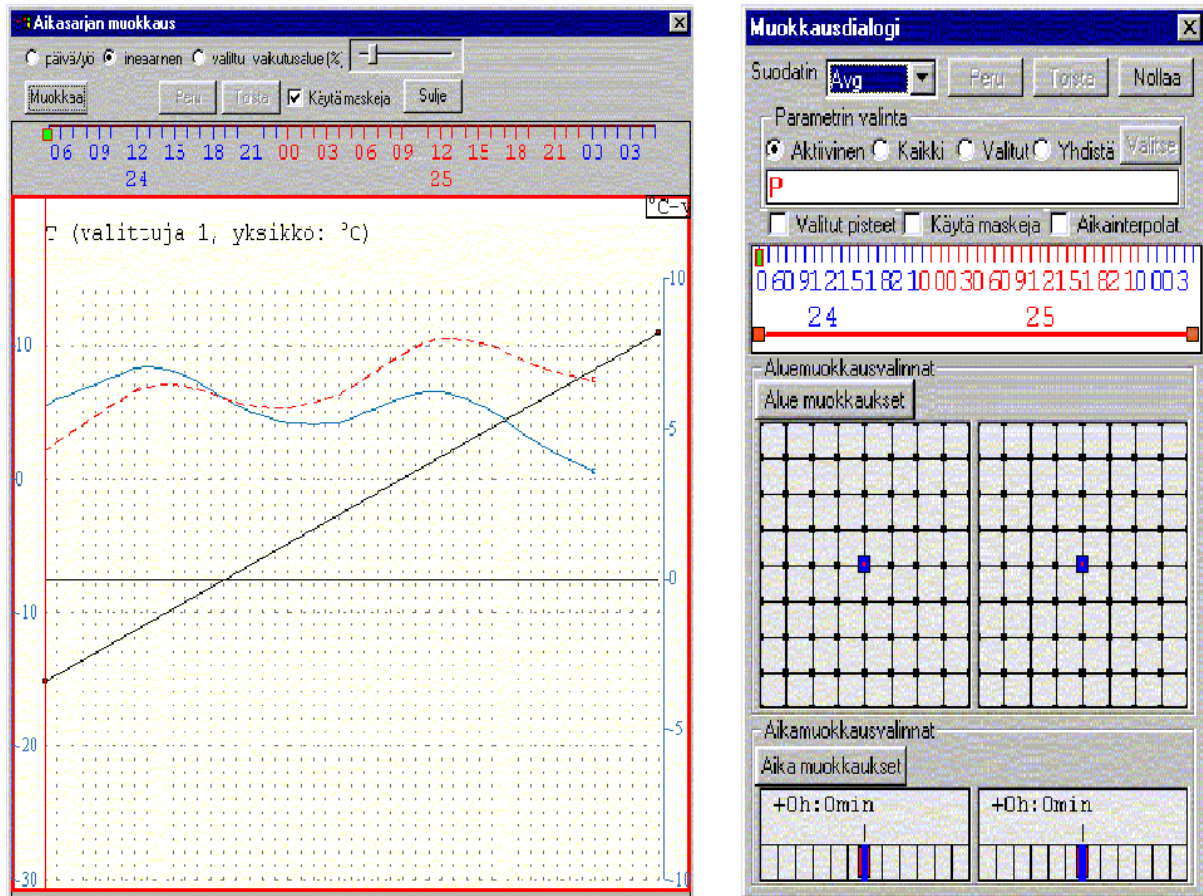 Aikasarjan muokkaus
päivä/yö ineaarnen valittu vaikutusalue (%)
Muokkaa Peru Toista Käytä maskeja Sulje
06 09 12 15 18 21 00 03 06 09 12 15 18 21 00 03
24 25
°C-v
T (valittuja 1, yksikkö: °C)
10
10
5
0
0
-10
-5
-20
-30
-10
Muokkausdialogi
Suodatin Avg Peru Toista Nollaa
Parametrin valinta
Aktiivinen Kaikki Valitut Yhdistä Valitse
P
Valitut pisteet Käytä maskeja Aikainterpolat.
0609121518210003060912151821000 3
24 25
Aluemuokkausvalinnat
Alue muokkaukset
Aikamuokkausvalinnat
Aika muokkaukset
+0h:0min +0h:0min